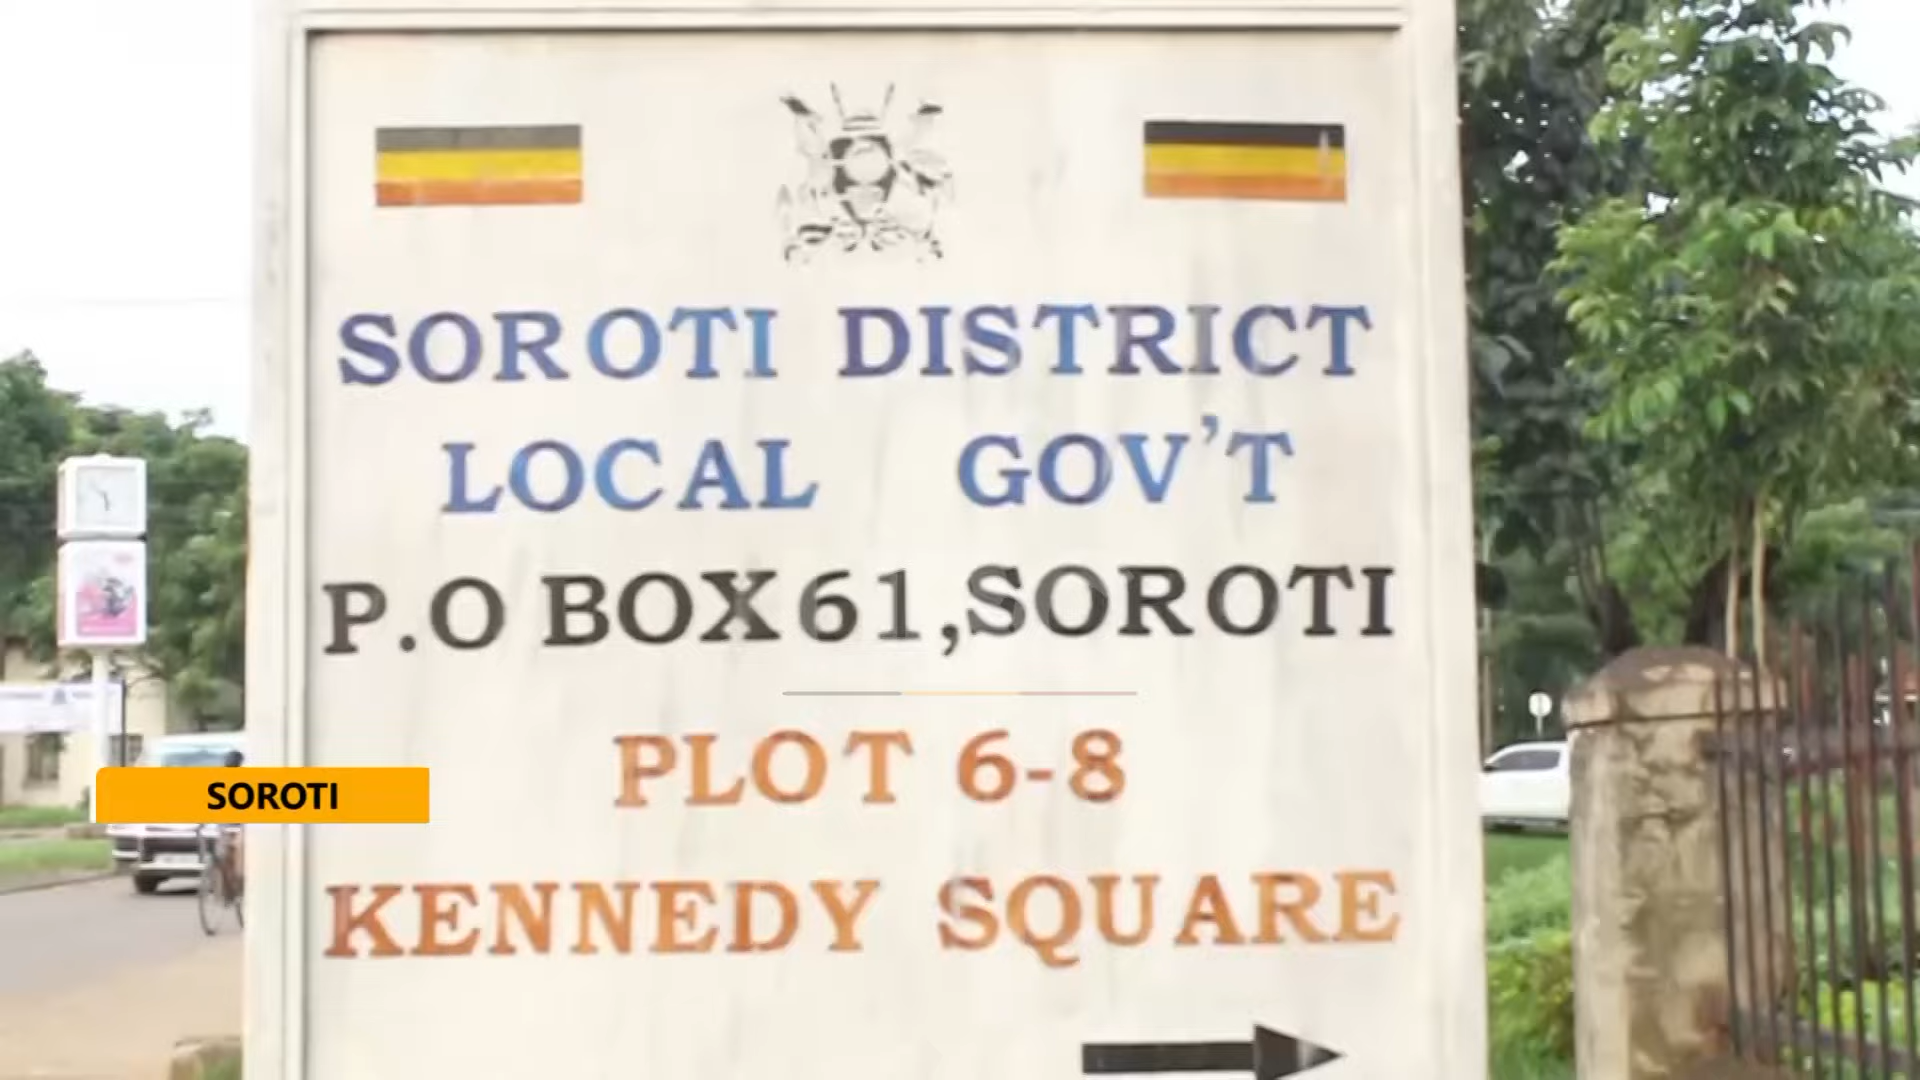 SOROTI DISTRICT
LOCAL GOV'T
P.O BOX 61, SOROTI
PLOT 6-8
KENNEDY SQUARE
SOROTI